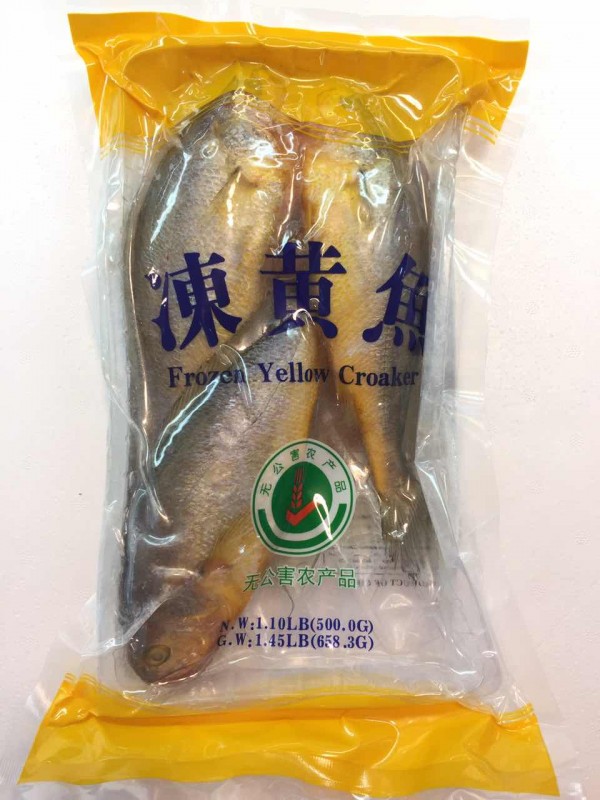 凍黄魚
Frozen Yellow Croaker
无公害农产品
无公害农产品
N.W:1.10LB(500.0G)
G.W:1.45LB(658.3G)